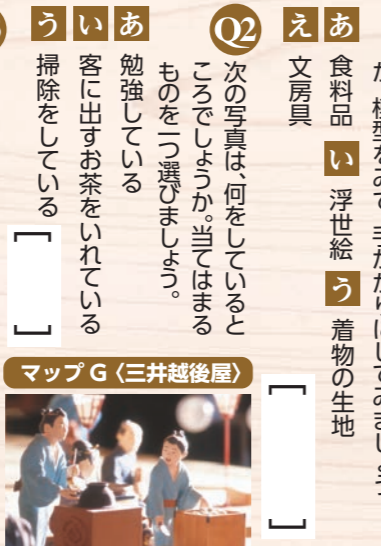 あ 食料品 い 浮世絵 う 着物の生地
え 文房具
Q2
次の写真は、何をしていると
ころでしょうか。当てはまる
ものを一つ選びましょう。
あ 勉強している
い 客に出すお茶をいれている
う 掃除をしている
[ ]
マップ G〈三井越後屋〉
[ ]